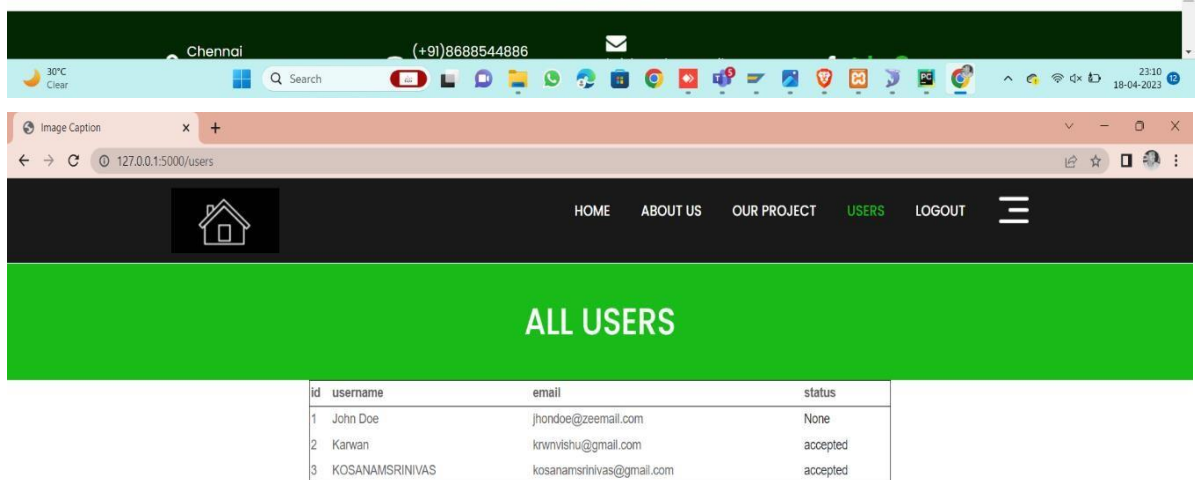 Chennai
(+91)8688544886
30°C
Clear
Search
23:10
18-04-2023
12
Image Caption
127.0.0.1:5000/users
HOME ABOUT US OUR PROJECT USERS LOGOUT
ALL USERS
id username email status
1 John Doe jhondoe@zeemail.com None
2 Karwan krwnvishu@gmail.com accepted
3 KOSANAMSRINIVAS kosanamsrinivas@gmail.com accepted